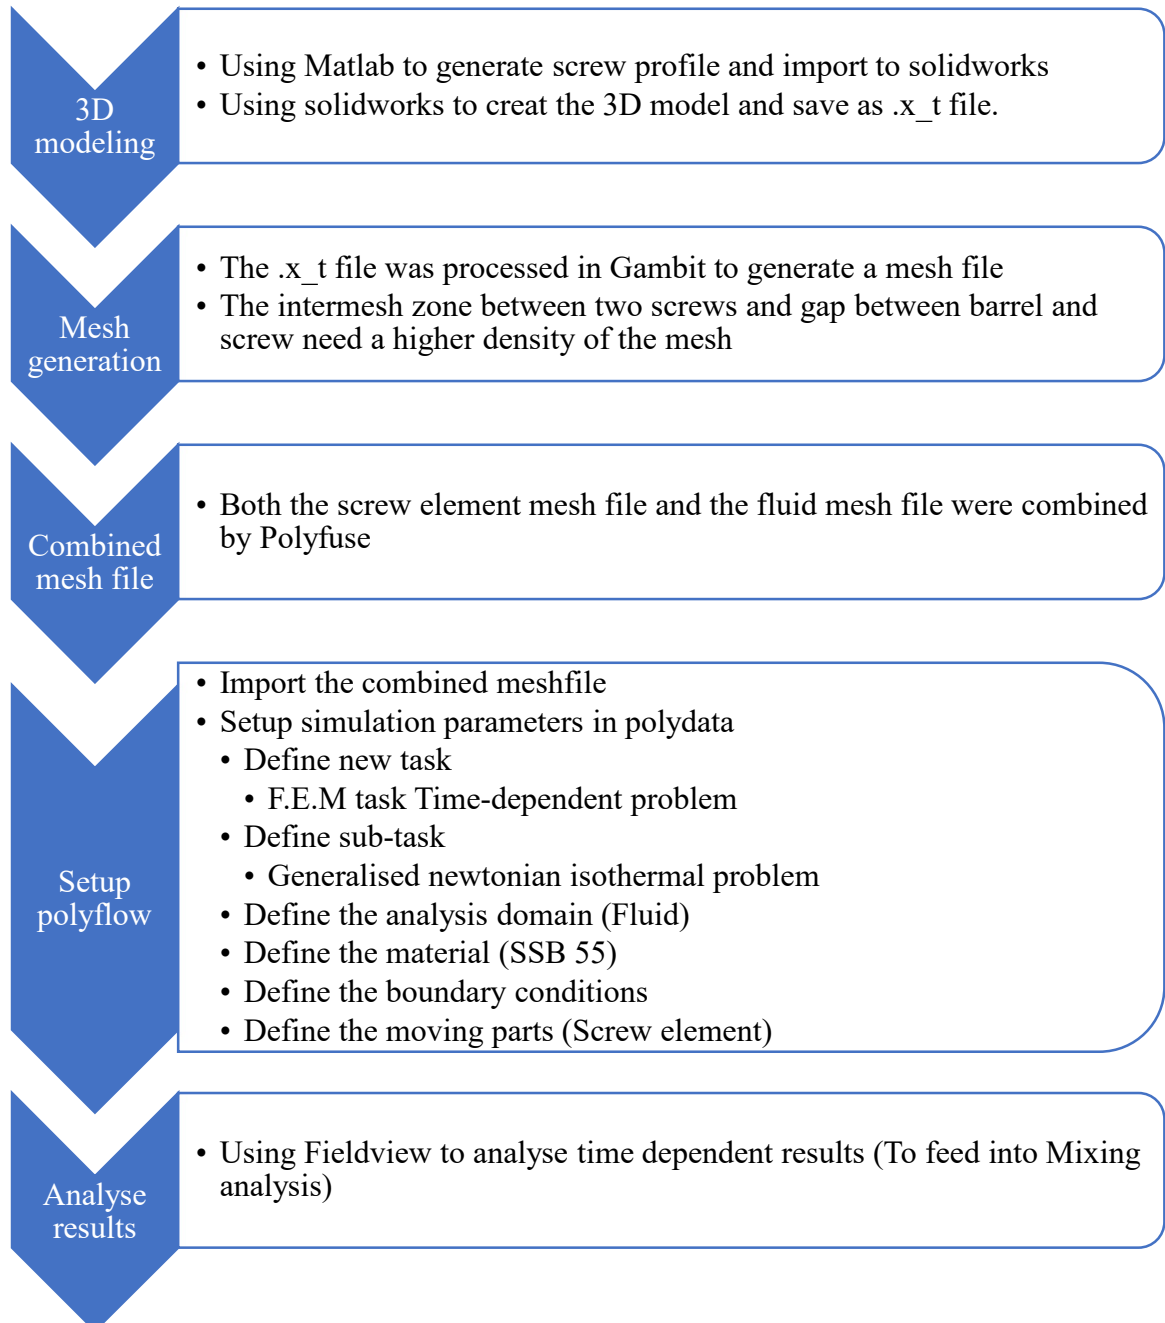 3D
modeling
• Using Matlab to generate screw profile and import to solidworks
• Using solidworks to creat the 3D model and save as .x_t file.
Mesh
generation
• The .x_t file was processed in Gambit to generate a mesh file
• The intermesh zone between two screws and gap between barrel and
screw need a higher density of the mesh
Combined
mesh file
• Both the screw element mesh file and the fluid mesh file were combined
by Polyfuse
Setup
polyflow
• Import the combined meshfile
• Setup simulation parameters in polydata
• Define new task
• F.E.M task Time-dependent problem
• Define sub-task
• Generalised newtonian isothermal problem
• Define the analysis domain (Fluid)
• Define the material (SSB 55)
• Define the boundary conditions
• Define the moving parts (Screw element)
Analyse
results
• Using Fieldview to analyse time dependent results (To feed into Mixing
analysis)